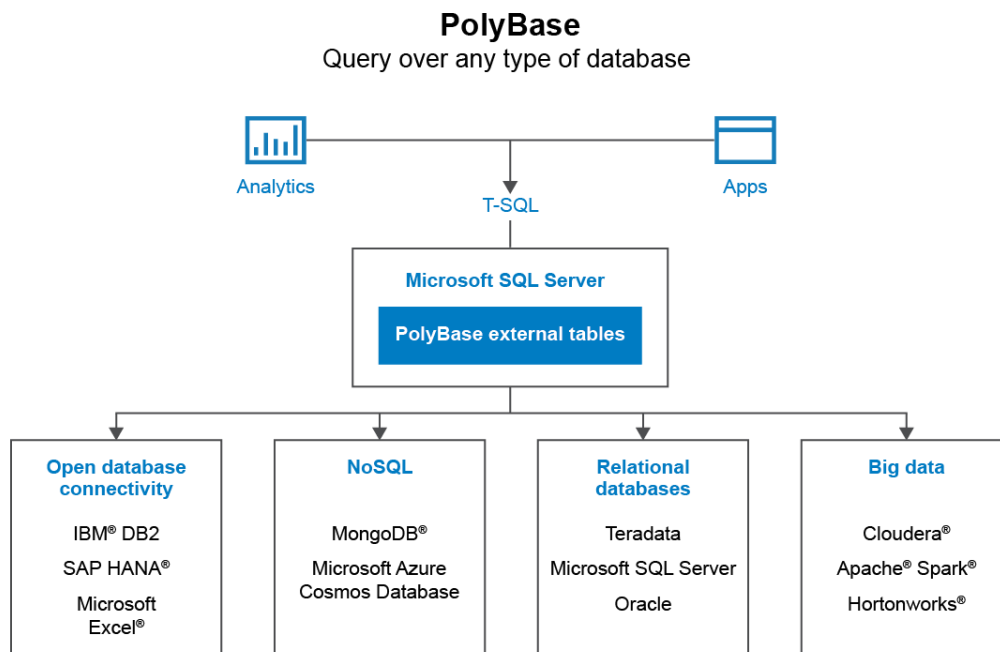 PolyBase
Query over any type of database
Analytics
Apps
T-SQL
Microsoft SQL Server
PolyBase external tables
Open database
connectivity
IBM® DB2
SAP HANA®
Microsoft
Excel®
NoSQL
MongoDB®
Microsoft Azure
Cosmos Database
Relational
databases
Teradata
Microsoft SQL Server
Oracle
Big data
Cloudera®
Apache® Spark®
Hortonworks®